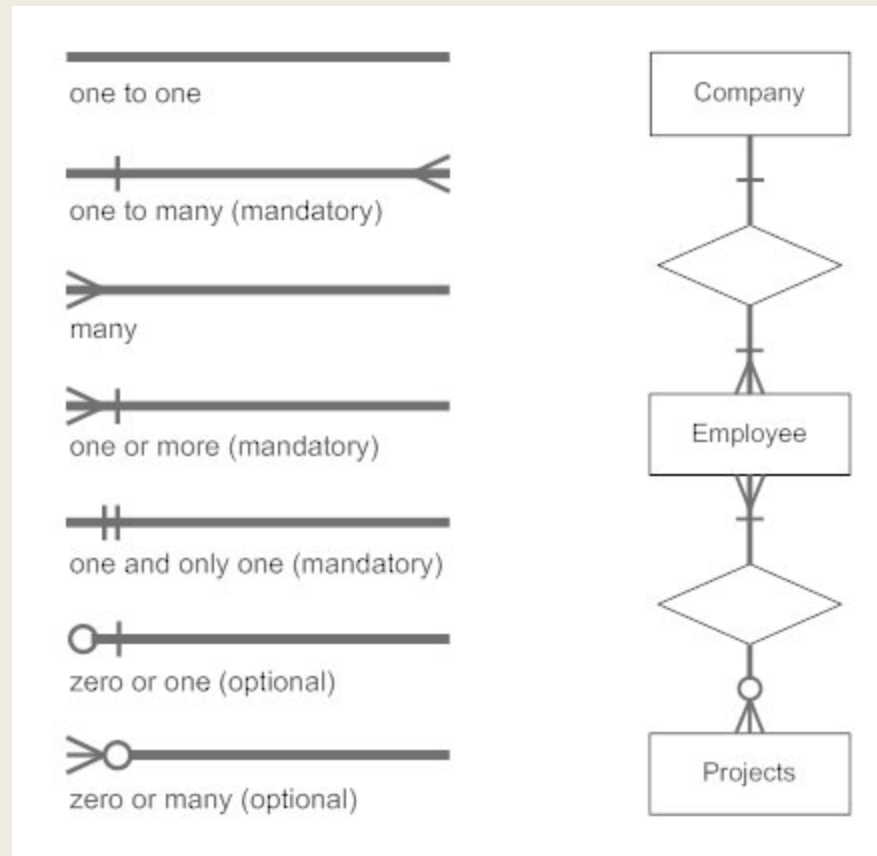 one to one
one to many (mandatory)
many
one or more (mandatory)
one and only one (mandatory)
zero or one (optional)
zero or many (optional)
Company
Employee
Projects